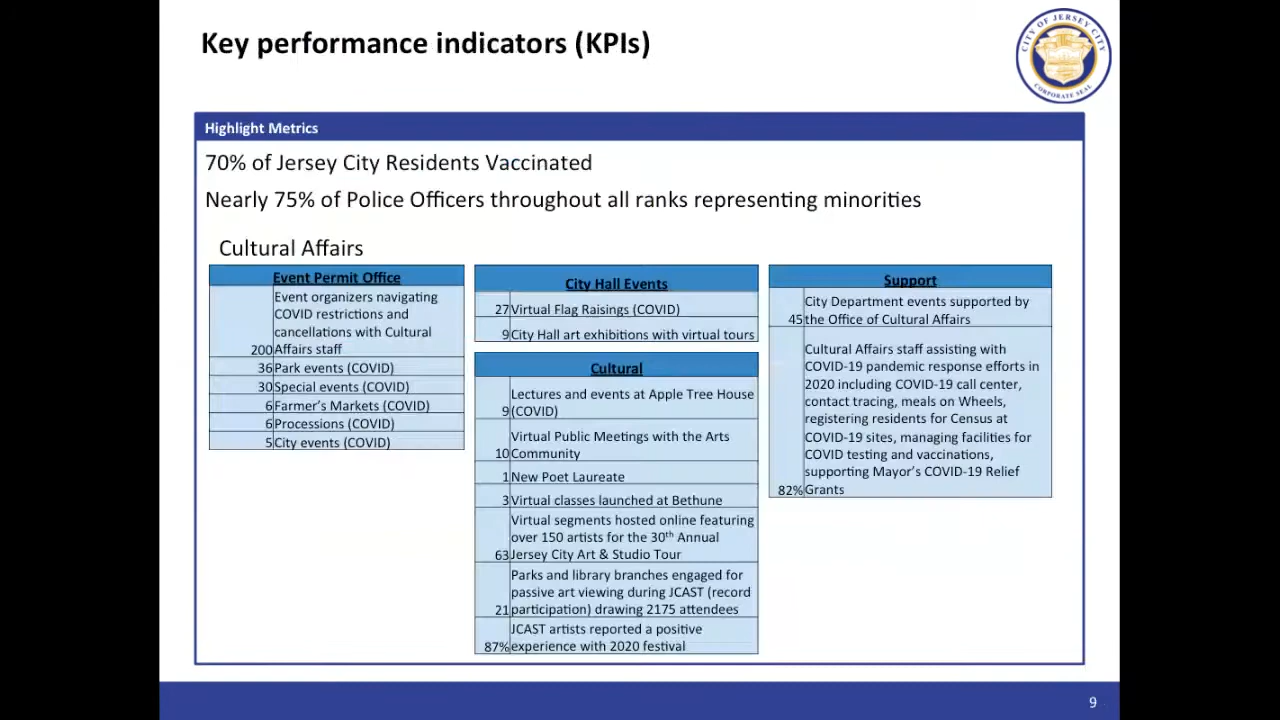 Key performance indicators (KPIs)
CITY OF JERSEY CITY
CORPORATE SEAL
Highlight Metrics
70% of Jersey City Residents Vaccinated
Nearly 75% of Police Officers throughout all ranks representing minorities
Cultural Affairs
Event Permit Office
Event organizers navigating
COVID restrictions and
cancellations with Cultural
200 Affairs staff
36 Park events (COVID)
30 Special events (COVID)
6 Farmer’s Markets (COVID)
6 Processions (COVID)
5 City events (COVID)
City Hall Events
27 Virtual Flag Raisings (COVID)
9 City Hall art exhibitions with virtual tours
Cultural
Lectures and events at Apple Tree House
9 (COVID)
Virtual Public Meetings with the Arts
10 Community
1 New Poet Laureate
3 Virtual classes launched at Bethune
Virtual segments hosted online featuring
over 150 artists for the 30th Annual
63 Jersey City Art & Studio Tour
Parks and library branches engaged for
passive art viewing during JCAST (record
21 participation) drawing 2175 attendees
JCAST artists reported a positive
87% experience with 2020 festival
Support
City Department events supported by
45 the Office of Cultural Affairs
Cultural Affairs staff assisting with
COVID-19 pandemic response efforts in
2020 including COVID-19 call center,
contact tracing, meals on Wheels,
registering residents for Census at
COVID-19 sites, managing facilities for
COVID testing and vaccinations,
supporting Mayor’s COVID-19 Relief
82% Grants
9